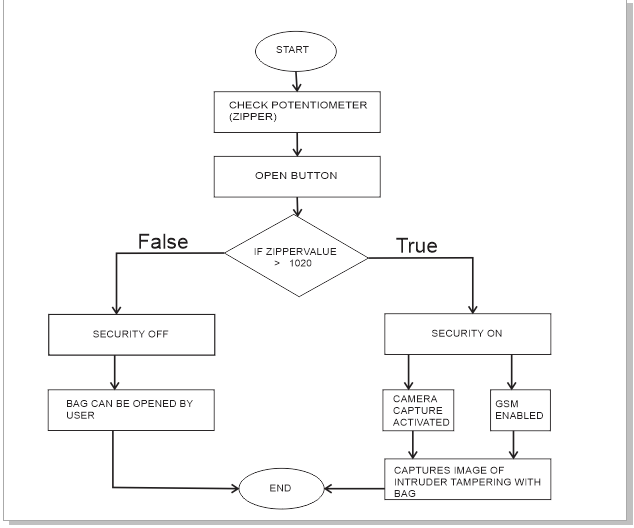 START
CHECK POTENTIOMETER
(ZIPPER)
OPEN BUTTON
IF ZIPPERVALUE
> 1020
False
True
SECURITY OFF
SECURITY ON
BAG CAN BE OPENED BY
USER
CAMERA
CAPTURE
ACTIVATED
GSM
ENABLED
CAPTURES IMAGE OF
INTRUDER TAMPERING WITH
BAG
END